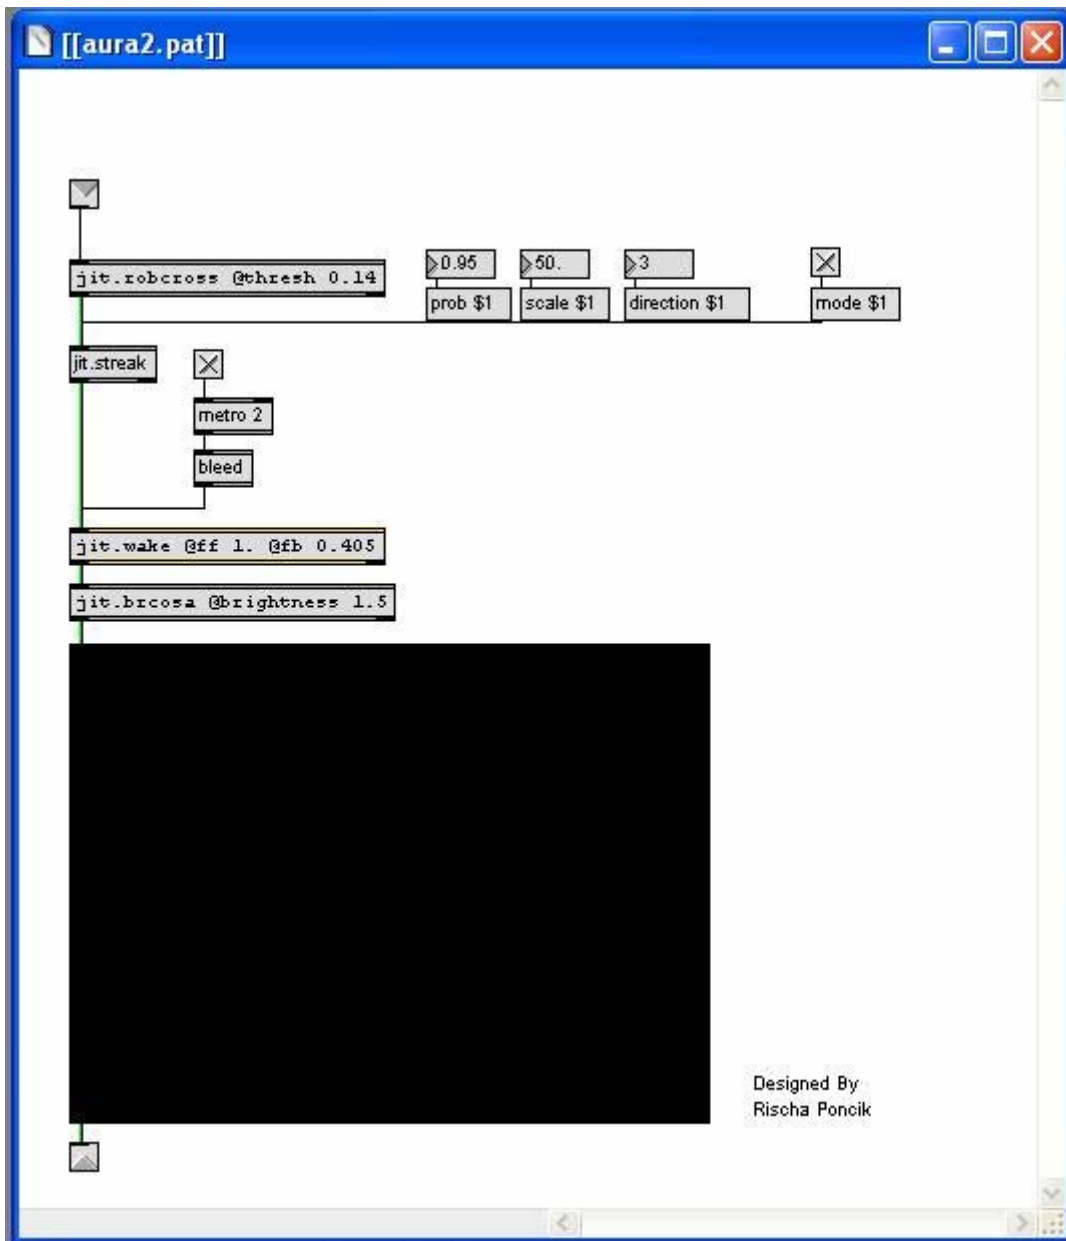 [[aura2.pat]]
jit.robcross @thresh 0.14
0.95
50.
3
prob $1
scale $1
direction $1
mode $1
jit.streak
metro 2
bleed
jit.wake @ff 1. @fb 0.405
jit.brcosa @brightness 1.5
Designed By
Rischa Poncik